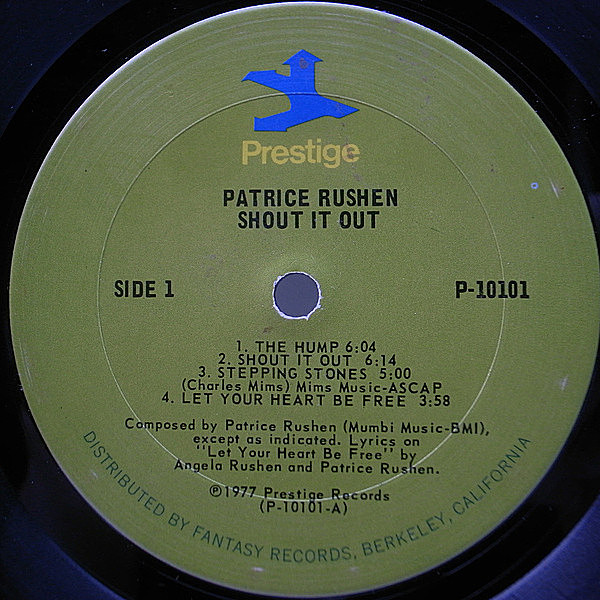 Prestige
PATRICE RUSHEN
SHOUT IT OUT
SIDE 1
P-10101
1. THE HUMP 6:04
2. SHOUT IT OUT 6:14
3. STEPPING STONES 5:00
(Charles Mims) Mims Music-ASCAP
4. LET YOUR HEART BE FREE 3:58
Composed by Patrice Rushen (Mumbi Music-BMI),
except as indicated. Lyrics on
"Let Your Heart Be Free" by
Angela Rushen and Patrice Rushen.
℗1977 Prestige Records
(P-10101-A)
DISTRIBUTED BY FANTASY RECORDS, BERKELEY, CALIFORNIA